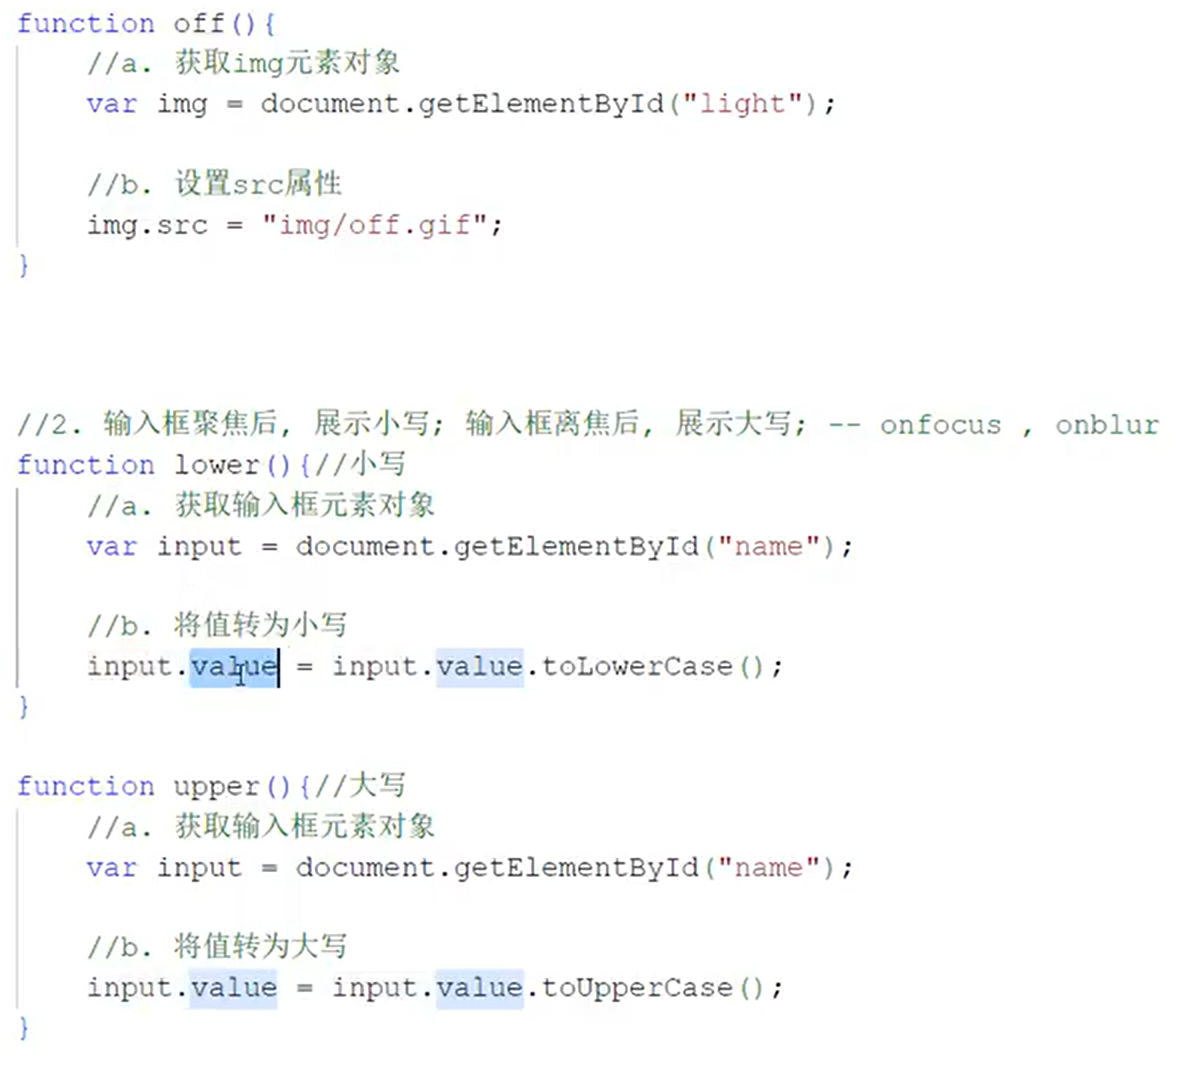 function off(){
//a. 获取img元素对象
var img = document.getElementById("light");
//b. 设置src属性
img.src = "img/off.gif";
}
//2. 输入框聚焦后, 展示小写; 输入框离焦后, 展示大写; -- onfocus , onblur
function lower(){//小写
//a. 获取输入框元素对象
var input = document.getElementById("name");
//b. 将值转为小写
input.value = input.value.toLowerCase();
}
function upper(){//大写
//a. 获取输入框元素对象
var input = document.getElementById("name");
//b. 将值转为大写
input.value = input.value.toUpperCase();
}